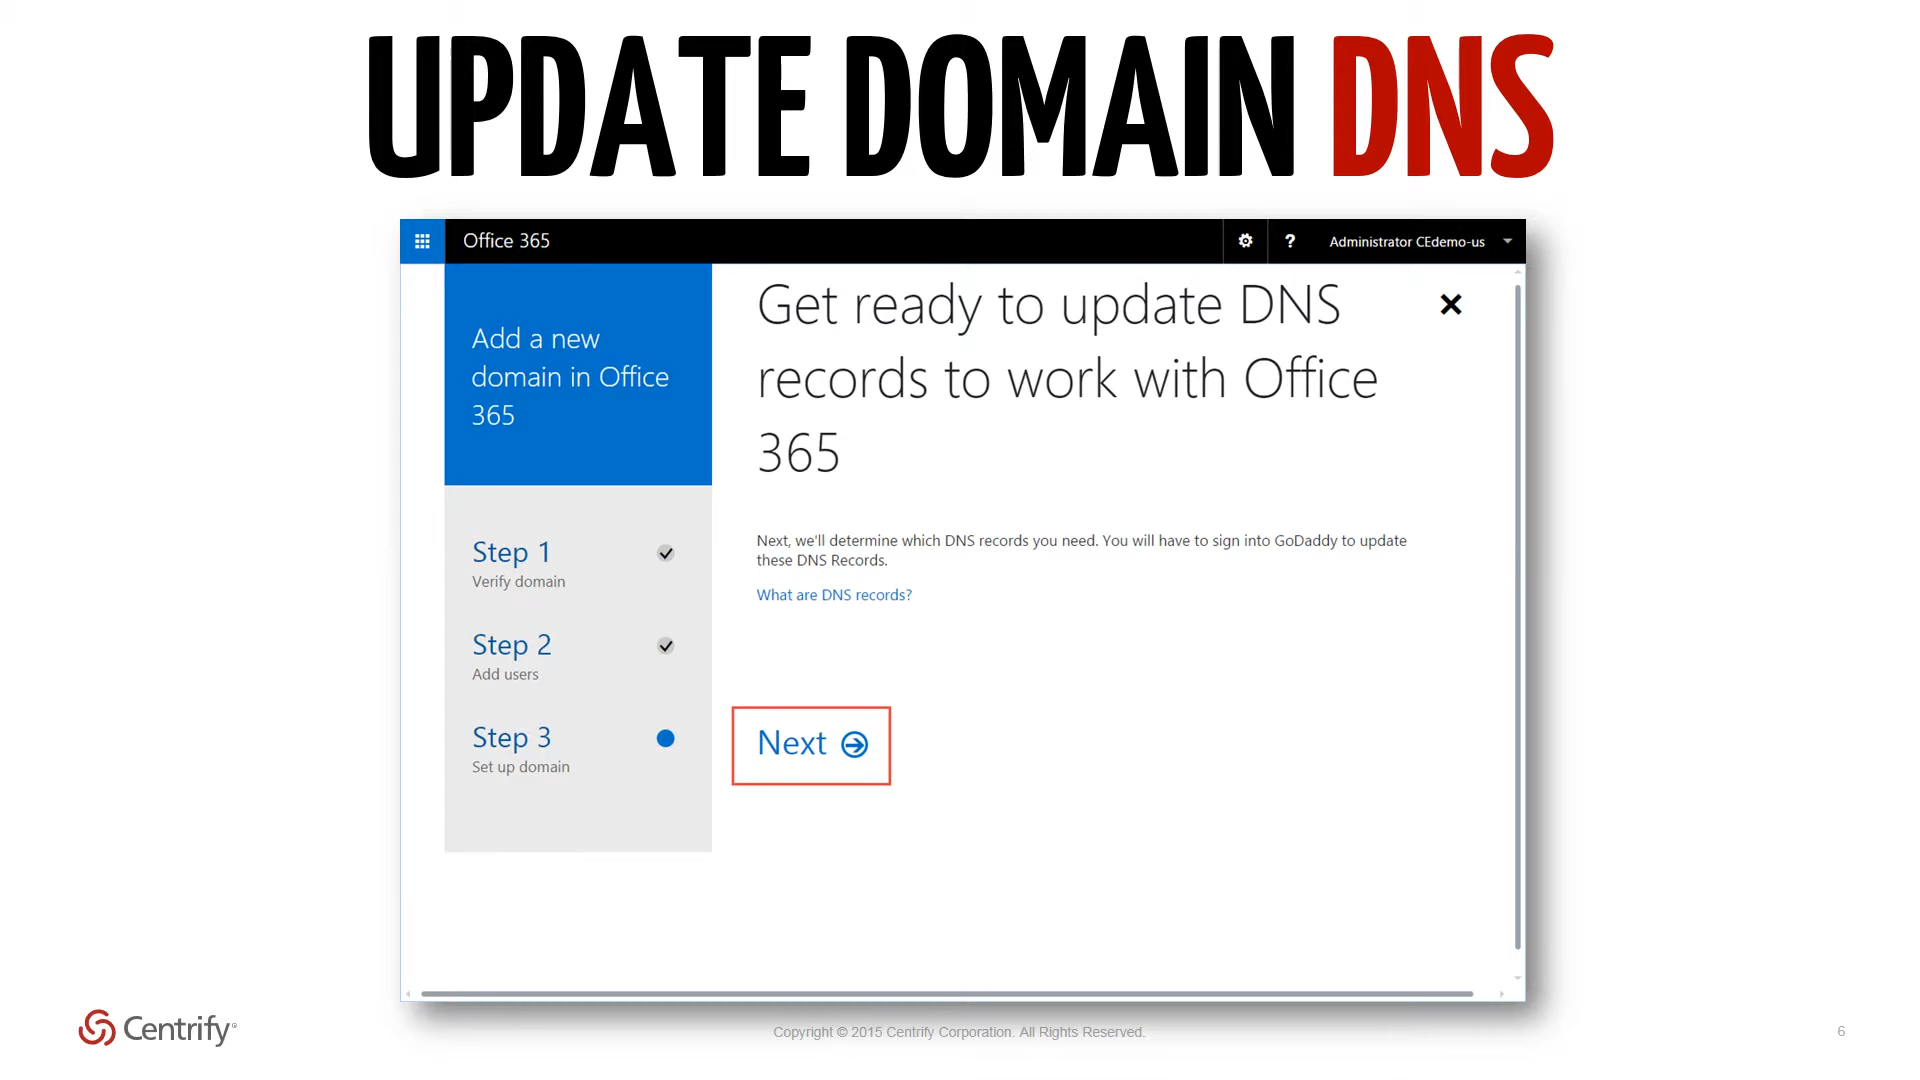 UPDATE DOMAIN DNS
Office 365
?
Administrator CEdemo-us
Add a new
domain in Office
365
Get ready to update DNS
records to work with Office
365
Step 1
Verify domain
Step 2
Add users
Step 3
Set up domain
Next, we'll determine which DNS records you need. You will have to sign into GoDaddy to update
these DNS Records.
What are DNS records?
Next
Centrify®
Copyright © 2015 Centrify Corporation. All Rights Reserved.
6